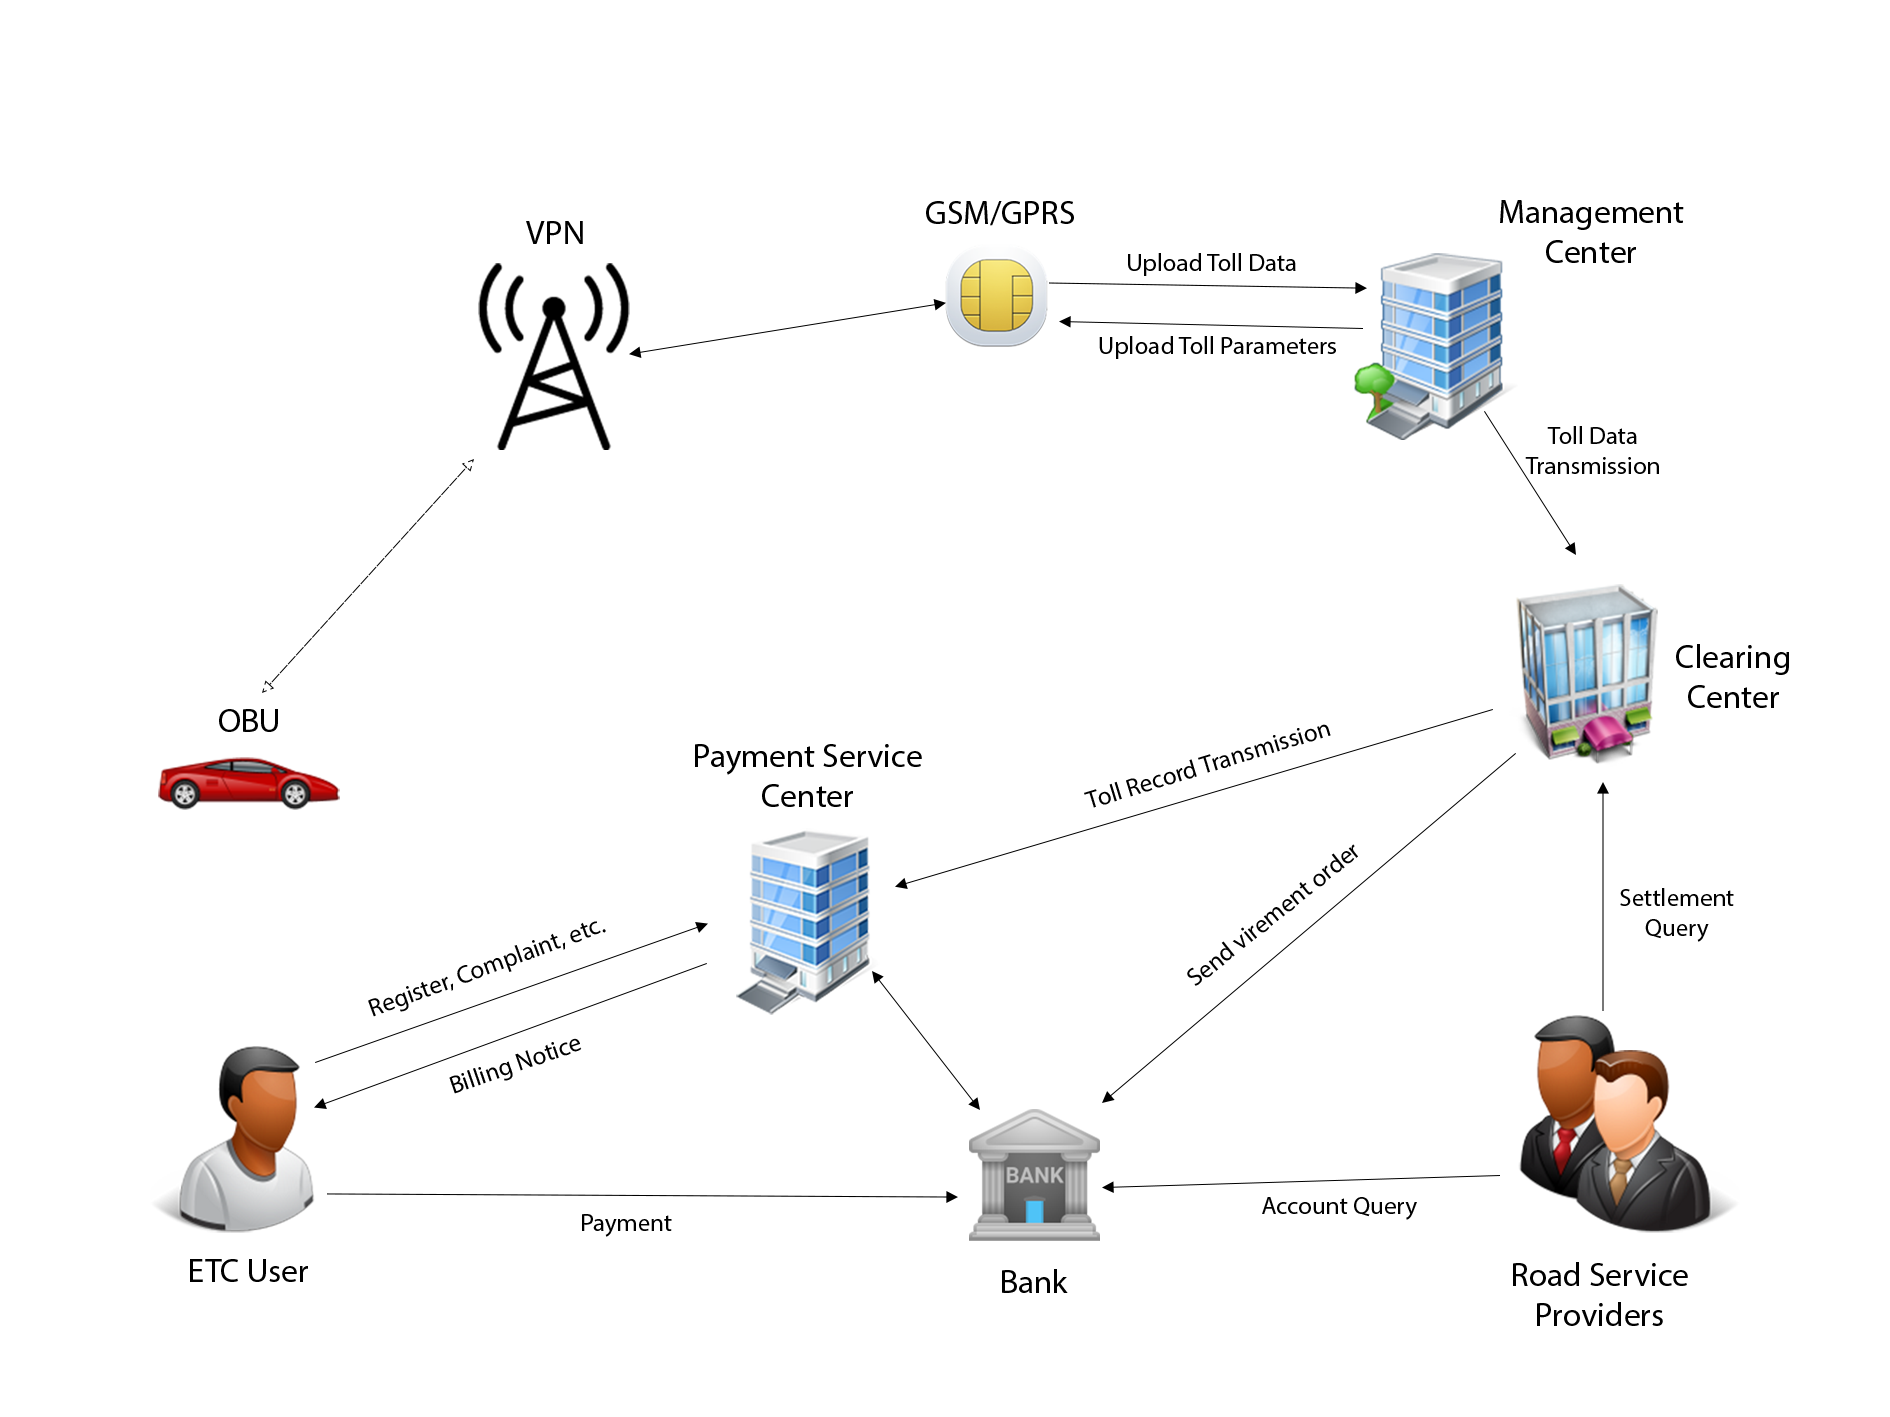 VPN
GSM/GPRS
Management
Center
Upload Toll Data
Upload Toll Parameters
Toll Data
Transmission
OBU
Clearing
Center
Payment Service
Center
Toll Record Transmission
Send virement order
Settlement
Query
Register, Complaint, etc.
Billing Notice
BANK
Payment
Account Query
ETC User
Bank
Road Service
Providers